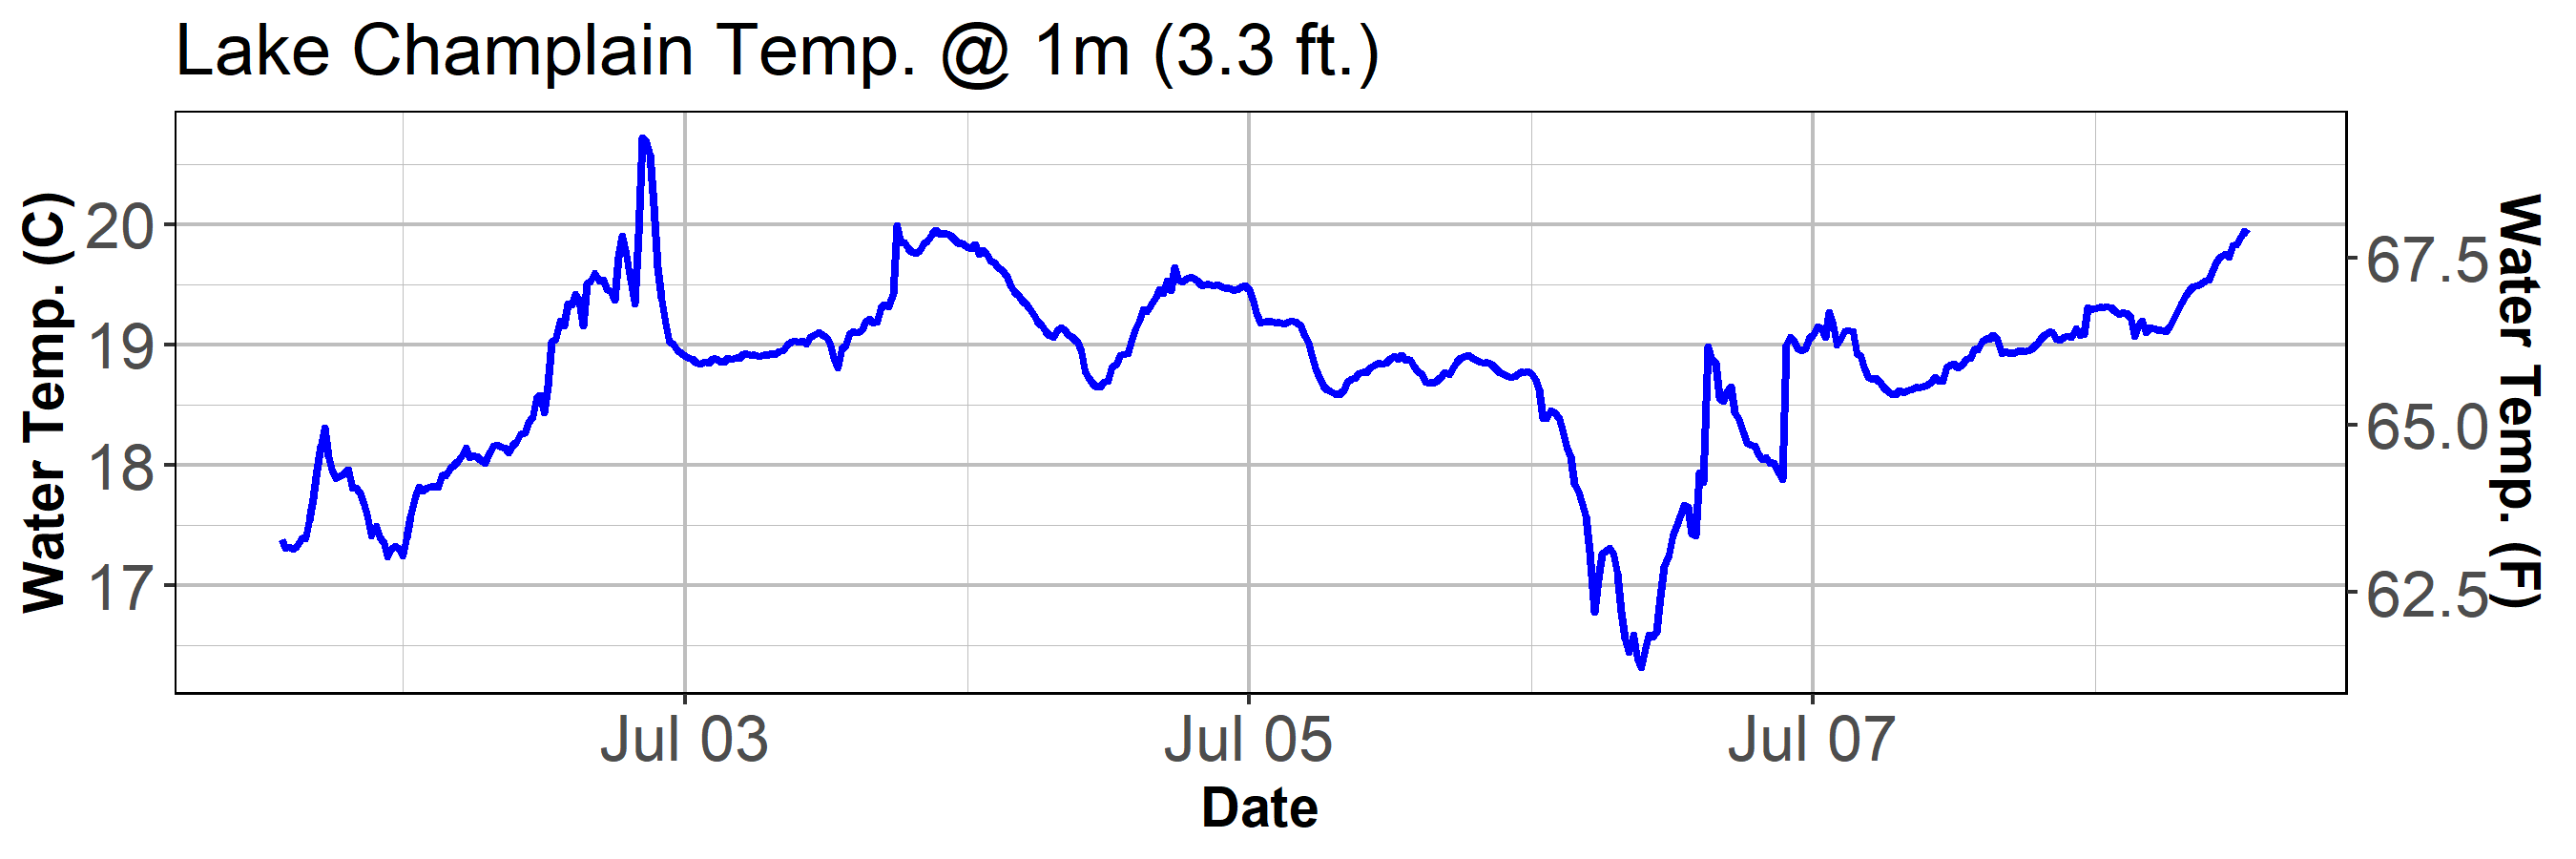 Lake Champlain Temp. @ 1m (3.3 ft.)
Water Temp. (C)
20
19
18
17
67.5
65.0
62.5
Water Temp. (F)
Jul 03 Jul 05 Jul 07
Date